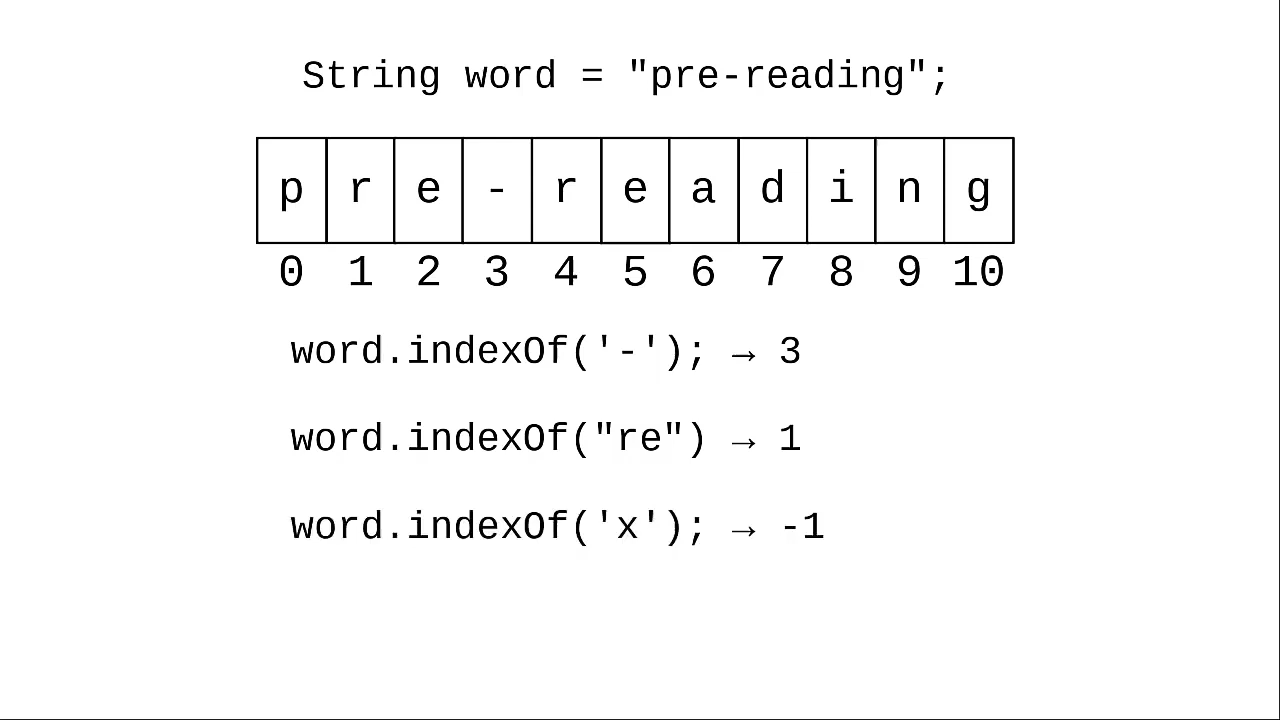 String word = "pre-reading";
p r e - r e a d i n g
0 1 2 3 4 5 6 7 8 9 10
word.indexOf('-'); → 3
word.indexOf("re") → 1
word.indexOf('x'); → -1